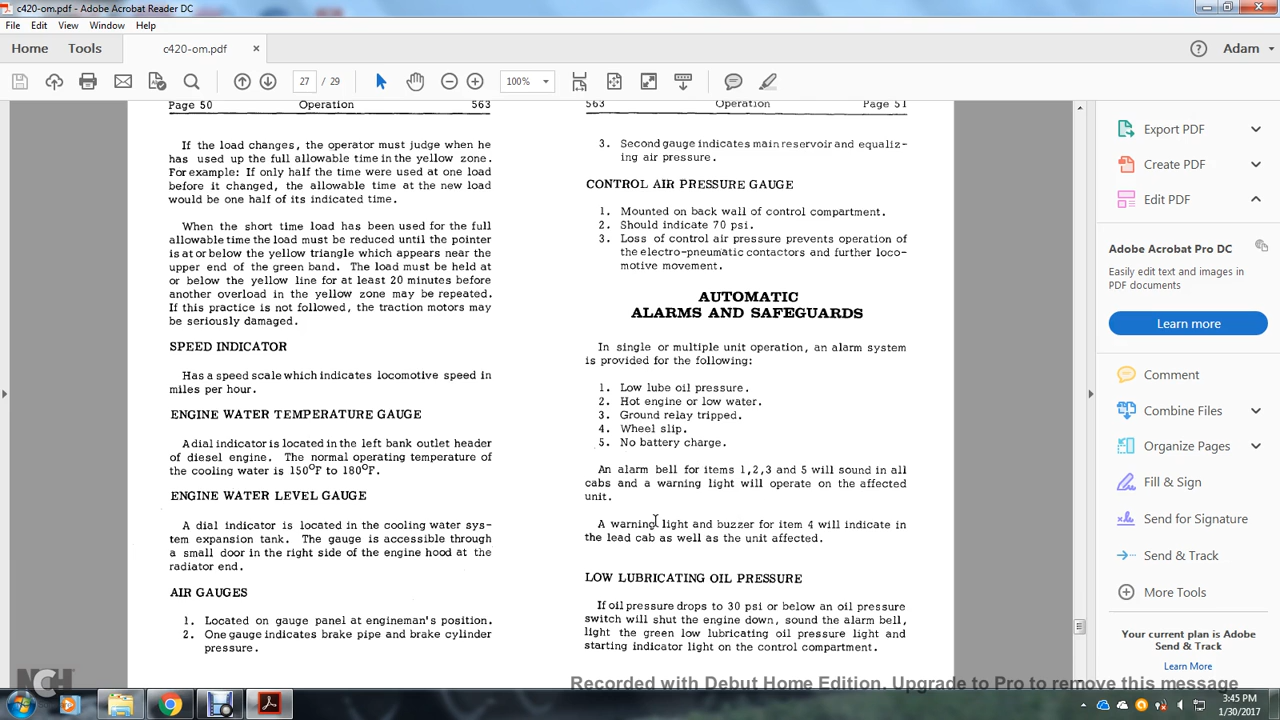 c420-om.pdf - Adobe Acrobat Reader DC
File Edit View Window Help
Home Tools c420-om.pdf × Adam
27 / 29 100%
Page 50 Operation 563
If the load changes, the operator must judge when he
has used up the full allowable time in the yellow zone.
For example: If only half the time were used at one load
before it changed, the allowable time at the new load
would be one half of its indicated time.
When the short time load has been used for the full
allowable time the load must be reduced until the pointer
is at or below the yellow triangle which appears near the
upper end of the green band. The load must be held at
or below the yellow line for at least 20 minutes before
another overload in the yellow zone may be repeated.
If this practice is not followed, the traction motors may
be seriously damaged.
SPEED INDICATOR
Has a speed scale which indicates locomotive speed in
miles per hour.
ENGINE WATER TEMPERATURE GAUGE
A dial indicator is located in the left bank outlet header
of diesel engine. The normal operating temperature of
the cooling water is 150°F to 180°F.
ENGINE WATER LEVEL GAUGE
A dial indicator is located in the cooling water sys-
tem expansion tank. The gauge is accessible through
a small door in the right side of the engine hood at the
radiator end.
AIR GAUGES
1. Located on gauge panel at engineman's position.
2. One gauge indicates brake pipe and brake cylinder
pressure.
563 Operation Page 51
3. Second gauge indicates main reservoir and equaliz-
ing air pressure.
CONTROL AIR PRESSURE GAUGE
1. Mounted on back wall of control compartment.
2. Should indicate 70 psi.
3. Loss of control air pressure prevents operation of
the electro-pneumatic contactors and further loco-
motive movement.
AUTOMATIC
ALARMS AND SAFEGUARDS
In single or multiple unit operation, an alarm system
is provided for the following:
1. Low lube oil pressure.
2. Hot engine or low water.
3. Ground relay tripped.
4. Wheel slip.
5. No battery charge.
An alarm bell for items 1,2,3 and 5 will sound in all
cabs and a warning light will operate on the affected
unit.
A warning light and buzzer for item 4 will indicate in
the lead cab as well as the unit affected.
LOW LUBRICATING OIL PRESSURE
If oil pressure drops to 30 psi or below an oil pressure
switch will shut the engine down, sound the alarm bell,
light the green low lubricating oil pressure light and
starting indicator light on the control compartment.
Export PDF
Create PDF
Edit PDF
Adobe Acrobat Pro DC
Easily edit text and images in
PDF documents
Learn more
Comment
Combine Files
Organize Pages
Fill & Sign
Send for Signature
Send & Track
More Tools
Your current plan is Adobe
Send & Track
Learn More
Recorded with Debut Home Edition. Upgrade to Pro to remove this message
NCH
3:45 PM
1/30/2017